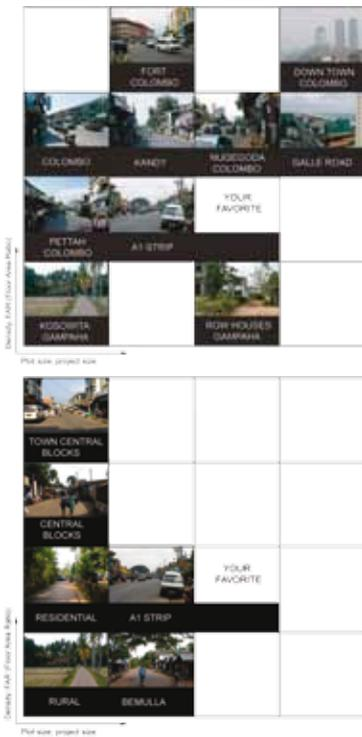 FORT
COLOMBO
DOWN TOWN
COLOMBO
COLOMBO
KANDY
NUGEGODA
COLOMBO
GALLE ROAD
PETTAH
COLOMBO
A1 STRIP
YOUR
FAVORITE
KOSOWITA
GAMPAHA
ROW HOUSES
GAMPAHA
Density, FAR (Floor Area Ratio)
Plot size, project size
TOWN CENTRAL
BLOCKS
CENTRAL
BLOCKS
RESIDENTIAL
A1 STRIP
YOUR
FAVORITE
RURAL
BEMULLA
Density, FAR (Floor Area Ratio)
Plot size, project size